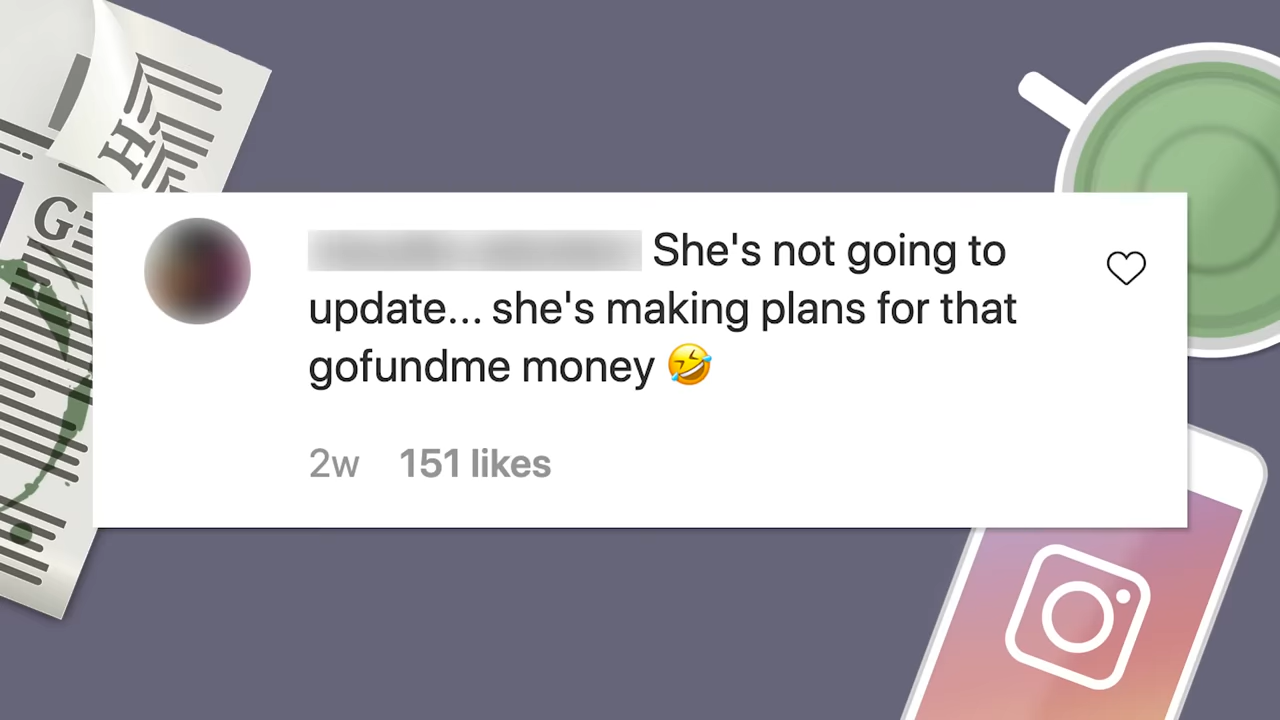 H
G
She's not going to
update... she's making plans for that
gofundme money 🤣
2w 151 likes